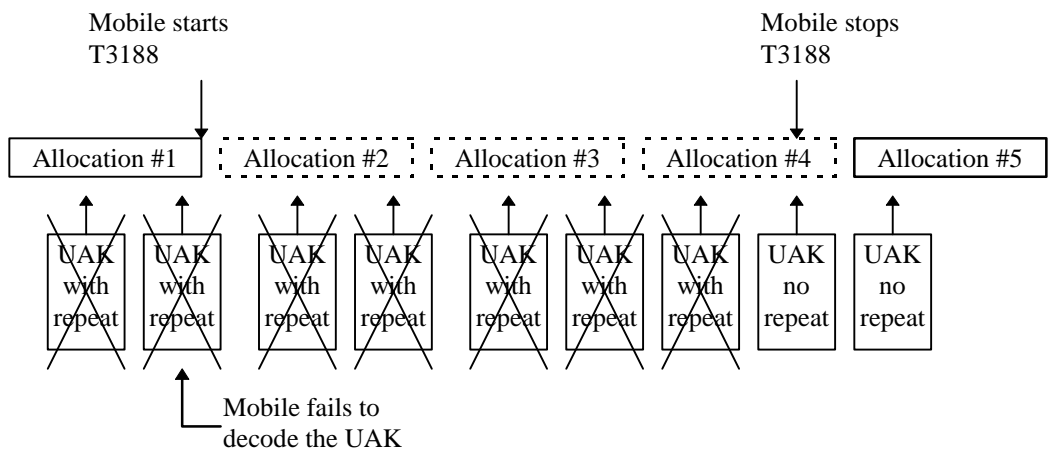 Mobile starts
T3188
Mobile stops
T3188
Allocation #1
Allocation #2
Allocation #3
Allocation #4
Allocation #5
UAK
with
repeat
UAK
with
repeat
UAK
with
repeat
UAK
with
repeat
UAK
with
repeat
UAK
with
repeat
UAK
with
repeat
UAK
no
repeat
UAK
no
repeat
Mobile fails to
decode the UAK